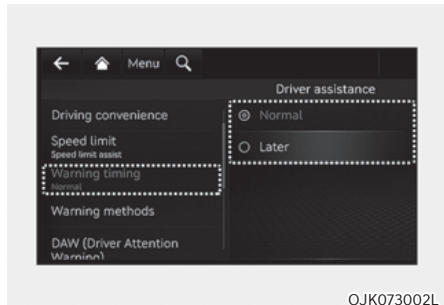 Menu
Driver assistance
Driving convenience
Normal
Speed limit
Speed limit assist
Later
Warning timing
Normal
Warning methods
DAW (Driver Attention
Warning)
OJK073002L